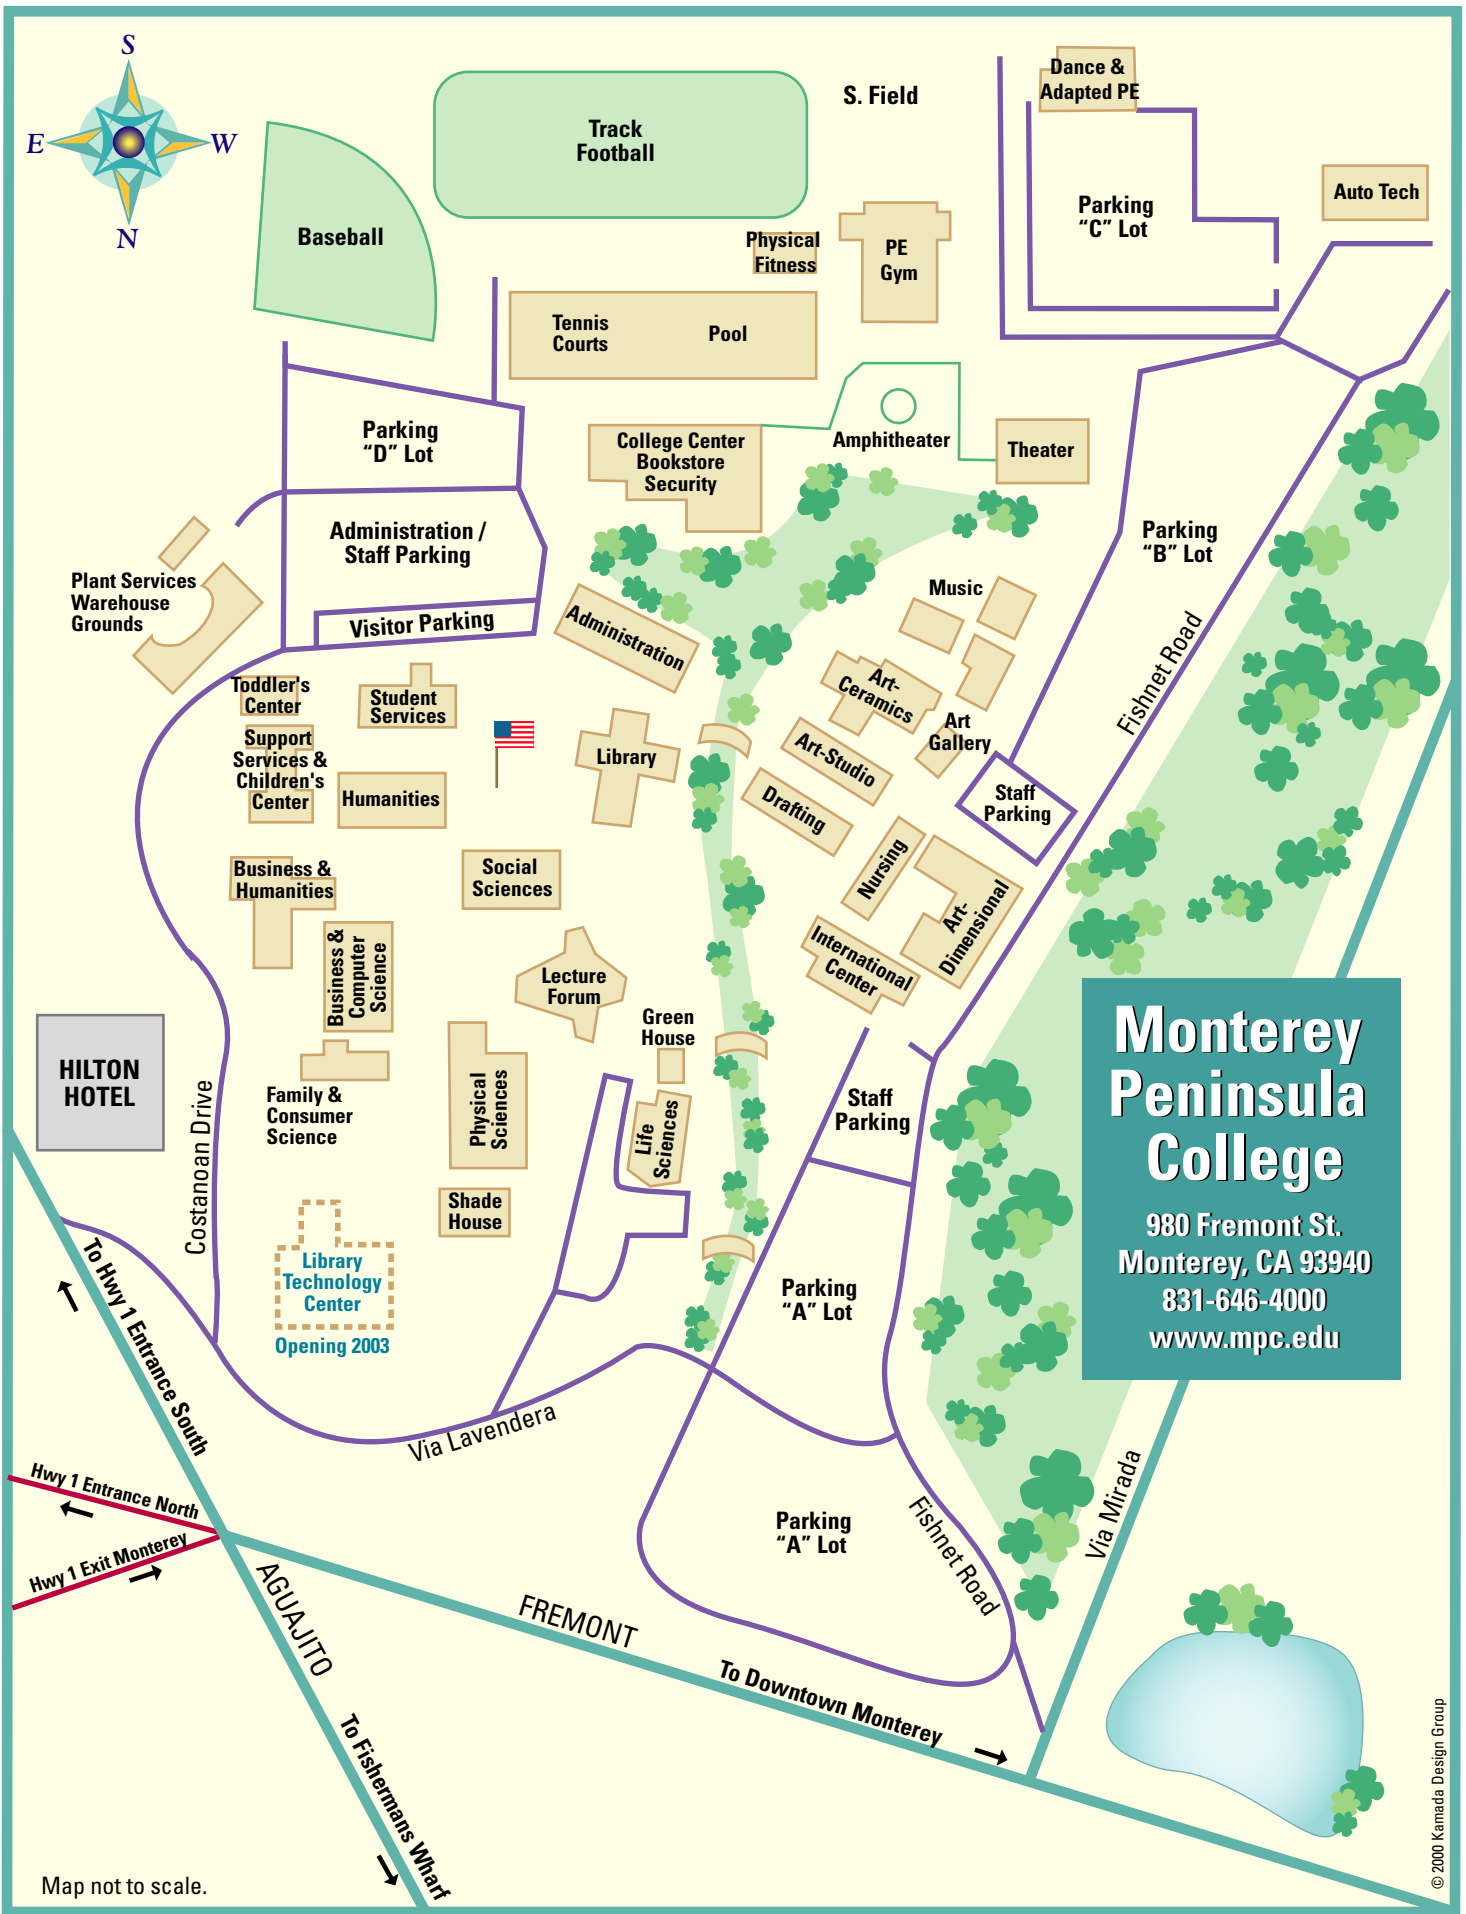 S
E
W
N
Track
Football
S. Field
Dance &
Adapted PE
Baseball
Parking
“C” Lot
Auto Tech
Physical
Fitness
PE
Gym
Tennis
Courts
Pool
Parking
“D” Lot
College Center
Bookstore
Security
Amphitheater
Theater
Administration /
Staff Parking
Parking
“B” Lot
Plant Services
Warehouse
Grounds
Visitor Parking
Administration
Music
Fishnet Road
Toddler's
Center
Student
Services
Art-
Ceramics
Art
Gallery
Support
Services &
Children's
Center
Humanities
Library
Art-Studio
Drafting
Staff
Parking
Business &
Humanities
Social
Sciences
Nursing
Art-
Dimensional
Business &
Computer
Science
Lecture
Forum
International
Center
Green
House
HILTON
HOTEL
Family &
Consumer
Science
Physical
Sciences
Life
Sciences
Staff
Parking
Monterey
Peninsula
College
980 Fremont St.
Monterey, CA 93940
831-646-4000
www.mpc.edu
Costanoan Drive
Shade
House
Library
Technology
Center
Opening 2003
Parking
“A” Lot
To Hwy 1 Entrance South
Via Lavendera
Hwy 1 Entrance North
Hwy 1 Exit Monterey
Parking
“A” Lot
Fishnet Road
Via Mirada
AGUAJITO
FREMONT
To Downtown Monterey
To Fishermans Wharf
Map not to scale.
© 2000 Kamada Design Group